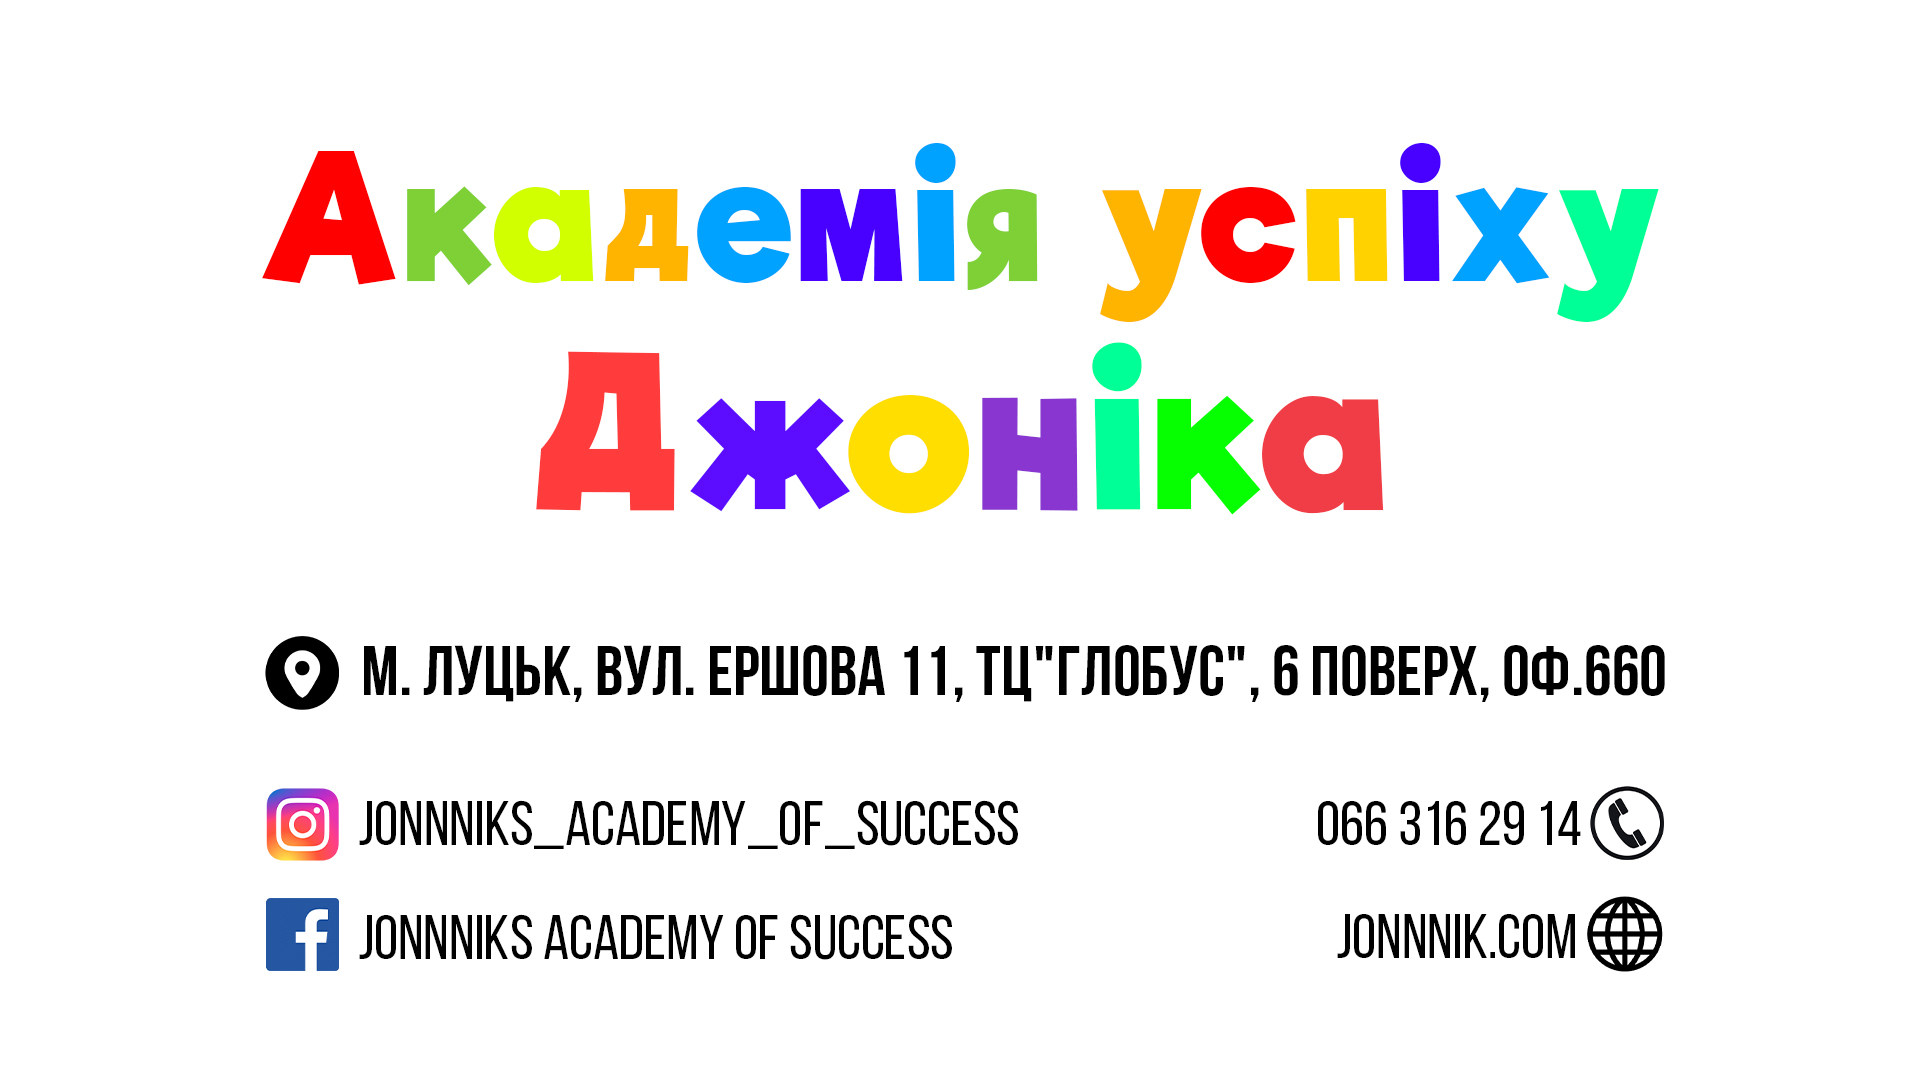 Академія успіху
Джоніка
М. ЛУЦЬК, ВУЛ. ЕРШОВА 11, ТЦ"ГЛОБУС", 6 ПОВЕРХ, ОФ.660
JONNNIKS_ACADEMY_OF_SUCCESS
066 316 29 14
JONNNIKS ACADEMY OF SUCCESS
JONNNIK.COM